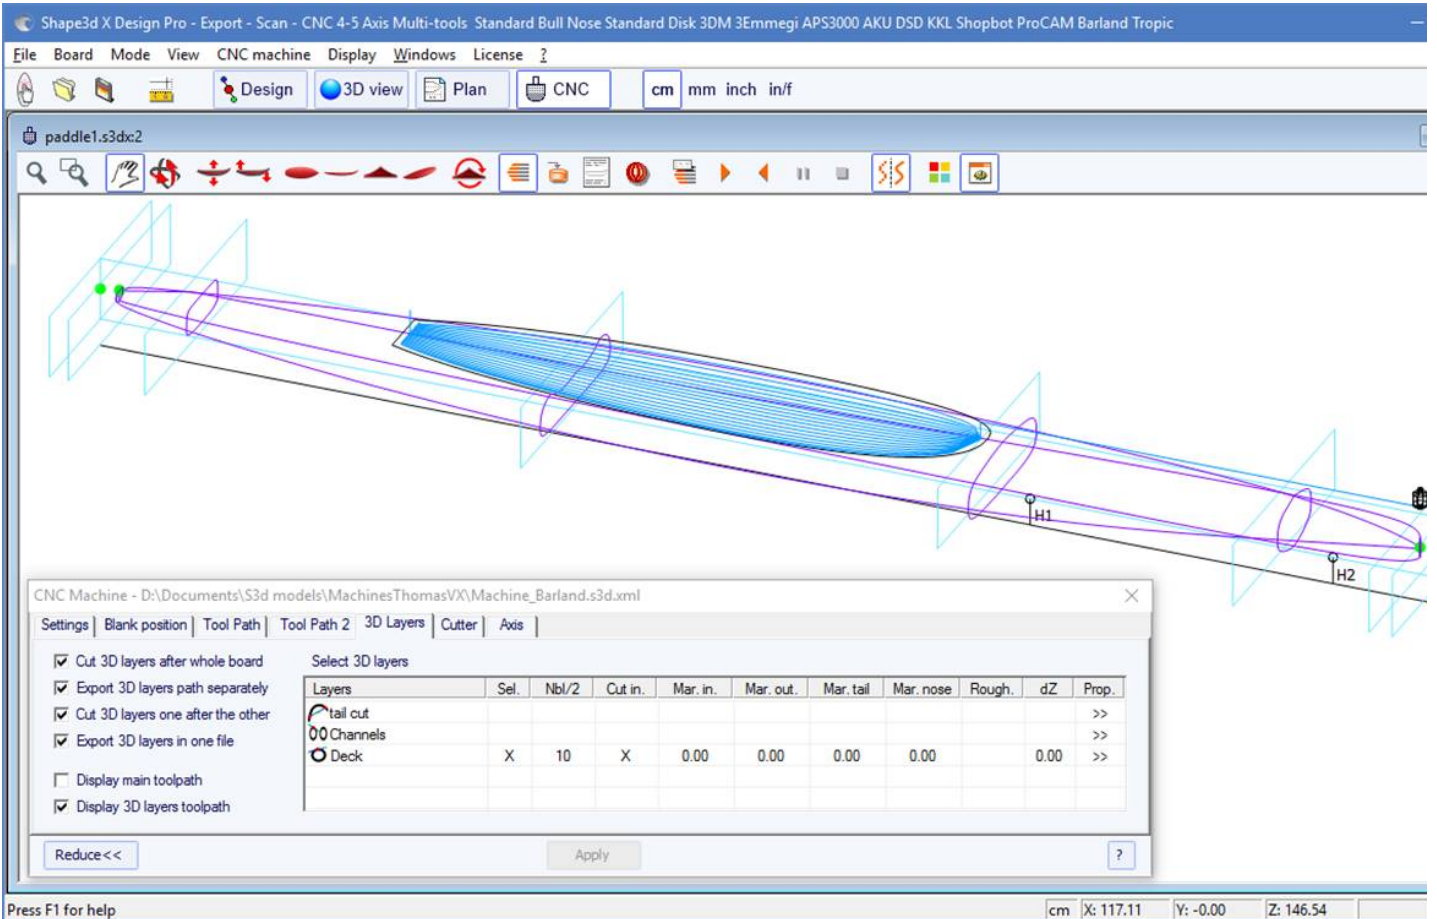 Shape3d X Design Pro - Export - Scan - CNC 4-5 Axis Multi-tools Standard Bull Nose Standard Disk 3DM 3Emmegi APS3000 AKU DSD KKL Shopbot ProCAM Barland Tropic
File Board Mode View CNC machine Display Windows License ?
Design 3D view Plan CNC cm mm inch in/f
paddle1.s3dx:2
H1
H2
CNC Machine - D:\Documents\S3d models\MachinesThomasVX\Machine_Barland.s3d.xml
Settings Blank position Tool Path Tool Path 2 3D Layers Cutter Axis
Cut 3D layers after whole board
Export 3D layers path separately
Cut 3D layers one after the other
Export 3D layers in one file
Display main toolpath
Display 3D layers toolpath
Select 3D layers
Layers Sel. Nbl/2 Cut in. Mar. in. Mar. out. Mar. tail Mar. nose Rough. dZ Prop.
tail cut >>
Channels >>
Deck X 10 X 0.00 0.00 0.00 0.00 0.00 >>
Reduce<< Apply ?
Press F1 for help cm X: 117.11 Y: -0.00 Z: 146.54